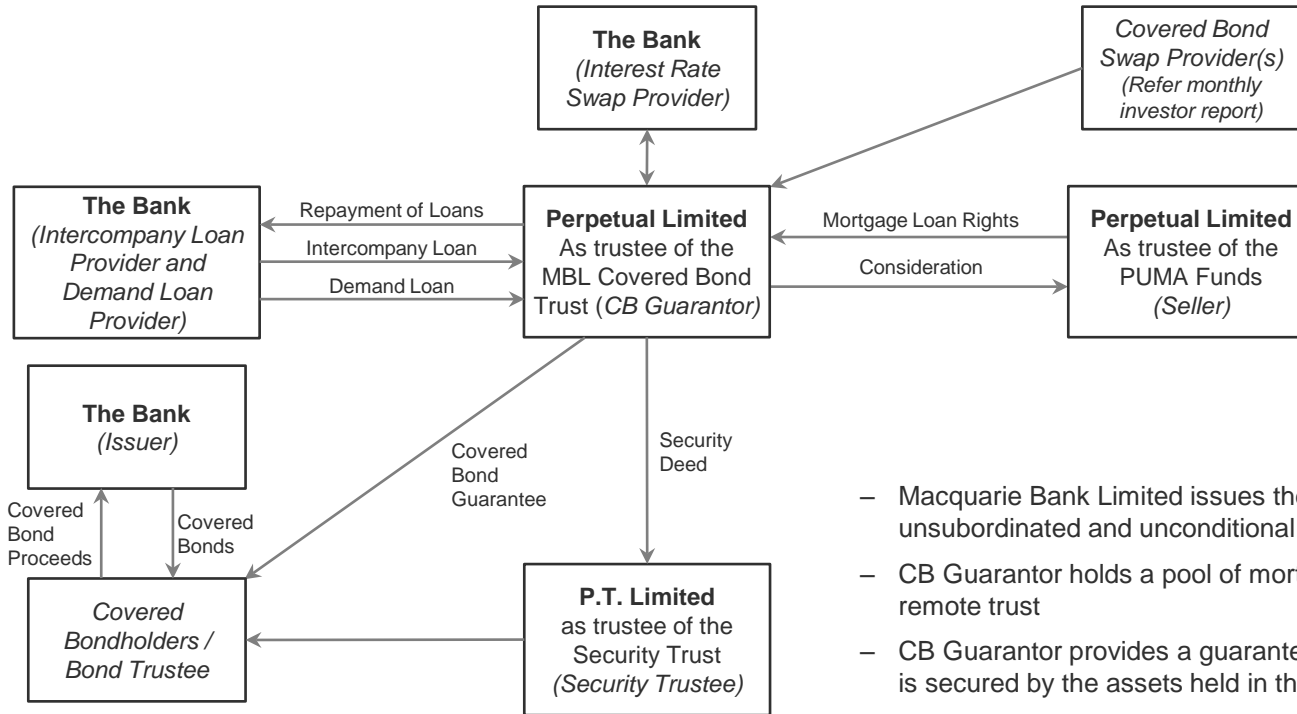 The Bank
(Interest Rate
Swap Provider)
Covered Bond
Swap Provider(s)
(Refer monthly
investor report)
The Bank
(Intercompany Loan
Provider and
Demand Loan
Provider)
Repayment of Loans
Intercompany Loan
Demand Loan
Perpetual Limited
As trustee of the
MBL Covered Bond
Trust (CB Guarantor)
Mortgage Loan Rights
Consideration
Perpetual Limited
As trustee of the
PUMA Funds
(Seller)
The Bank
(Issuer)
Covered
Bond
Proceeds
Covered
Bonds
Covered
Bond
Guarantee
Security
Deed
Covered
Bondholders /
Bond Trustee
P.T. Limited
as trustee of the
Security Trust
(Security Trustee)
– Macquarie Bank Limited issues the
unsubordinated and unconditional
– CB Guarantor holds a pool of mort
remote trust
– CB Guarantor provides a guarante
is secured by the assets held in th